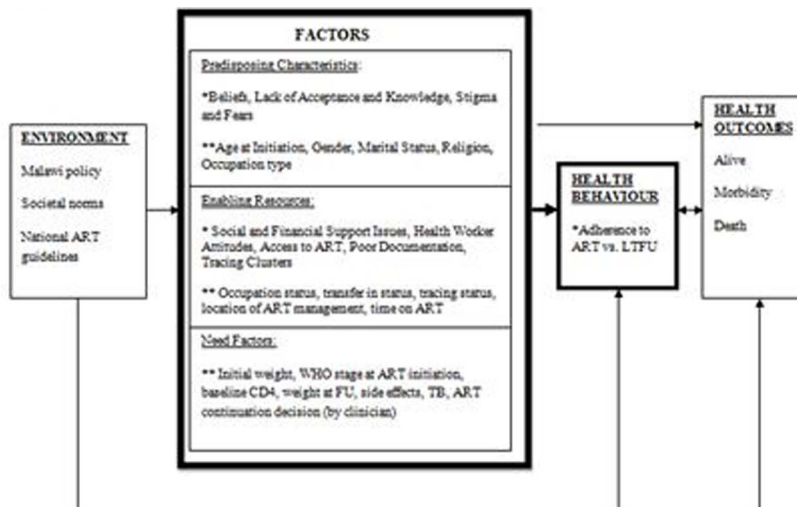 FACTORS
Predisposing Characteristics:
*Beliefs, Lack of Acceptance and Knowledge, Stigma
and Fears
**Age at Initiation, Gender, Marital Status, Religion,
Occupation type
Enabling Resources:
* Social and Financial Support Issues, Health Worker
Attitudes, Access to ART, Poor Documentation,
Tracing Clusters
** Occupation status, transfer in status, tracing status,
location of ART management, time on ART
Need Factors:
** Initial weight, WHO stage at ART initiation,
baseline CD4, weight at FU, side effects, TB, ART
continuation decision (by clinician)
ENVIRONMENT
Malawi policy
Societal norms
National ART
guidelines
HEALTH
BEHAVIOUR
*Adherence to
ART vs. LTFU
HEALTH
OUTCOMES
Alive
Morbidity
Death